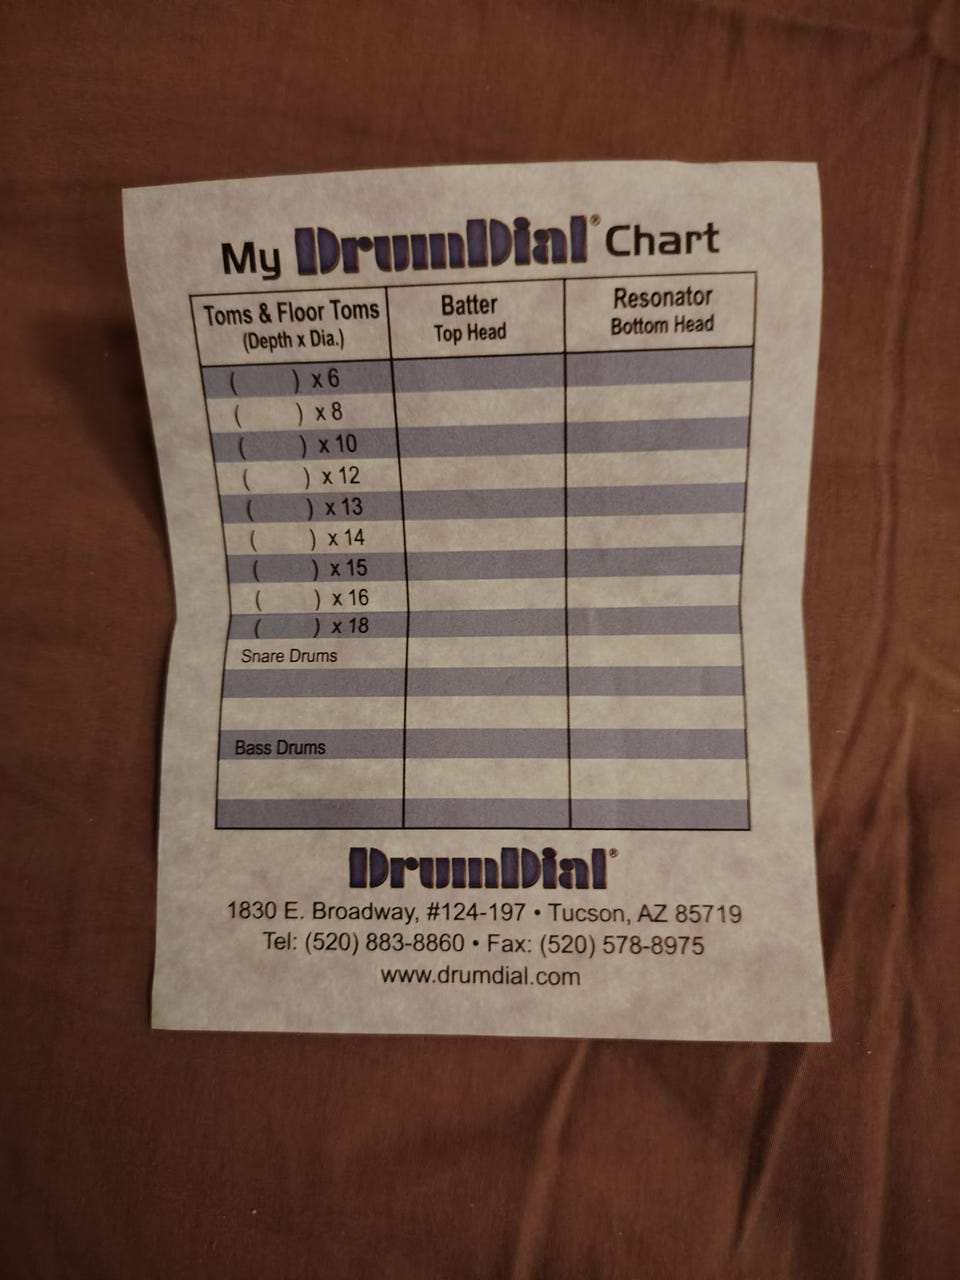 My DrumDial® Chart
Toms & Floor Toms Batter Resonator
(Depth x Dia.) Top Head Bottom Head
( ) x 6
( ) x 8
( ) x 10
( ) x 12
( ) x 13
( ) x 14
( ) x 15
( ) x 16
( ) x 18
Snare Drums
Bass Drums
DrumDial®
1830 E. Broadway, #124-197 • Tucson, AZ 85719
Tel: (520) 883-8860 • Fax: (520) 578-8975
www.drumdial.com